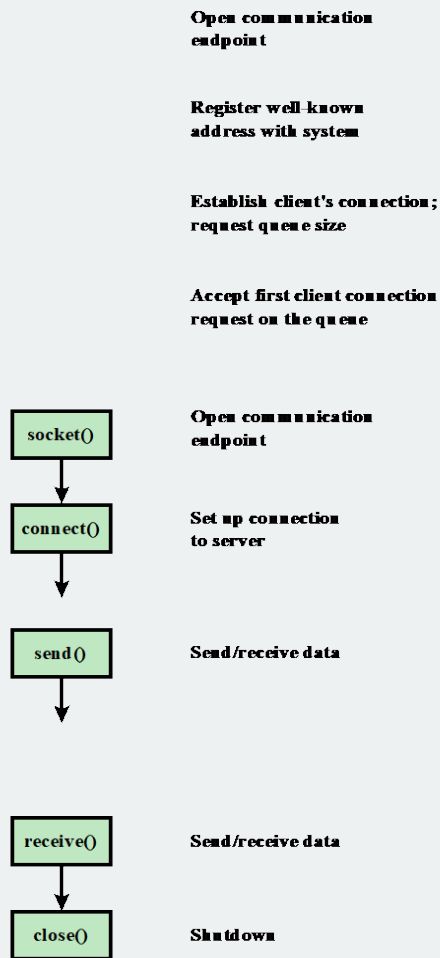 Open communication
endpoint
Register well-known
address with system
Establish client's connection;
request queue size
Accept first client connection
request on the queue
socket()
Open communication
endpoint
connect()
Set up connection
to server
send()
Send/receive data
receive()
Send/receive data
close()
Shutdown